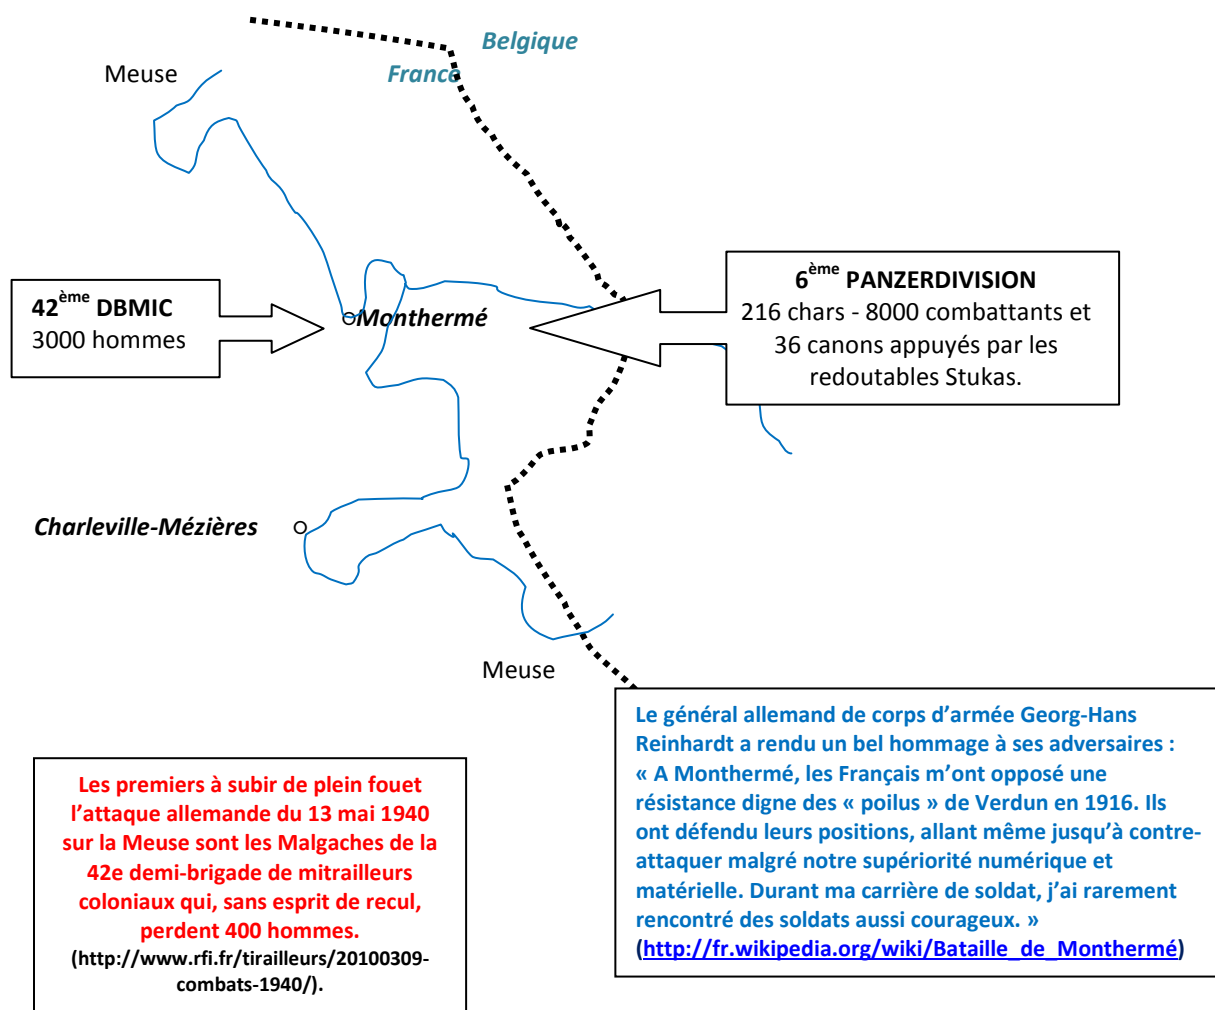 Belgique
France
Meuse
42ème DBMIC
3000 hommes
Monthermé
6ème PANZERDIVISION
216 chars - 8000 combattants et
36 canons appuyés par les
redoutables Stukas.
Charleville-Mézières
Meuse
Le général allemand de corps d’armée Georg-Hans
Reinhardt a rendu un bel hommage à ses adversaires :
« A Monthermé, les Français m’ont opposé une
résistance digne des « poilus » de Verdun en 1916. Ils
ont défendu leurs positions, allant même jusqu’à contre-
attaquer malgré notre supériorité numérique et
matérielle. Durant ma carrière de soldat, j’ai rarement
rencontré des soldats aussi courageux. »
(http://fr.wikipedia.org/wiki/Bataille_de_Monthermé)
Les premiers à subir de plein fouet
l’attaque allemande du 13 mai 1940
sur la Meuse sont les Malgaches de la
42e demi-brigade de mitrailleurs
coloniaux qui, sans esprit de recul,
perdent 400 hommes.
(http://www.rfi.fr/tirailleurs/20100309-
combats-1940/).